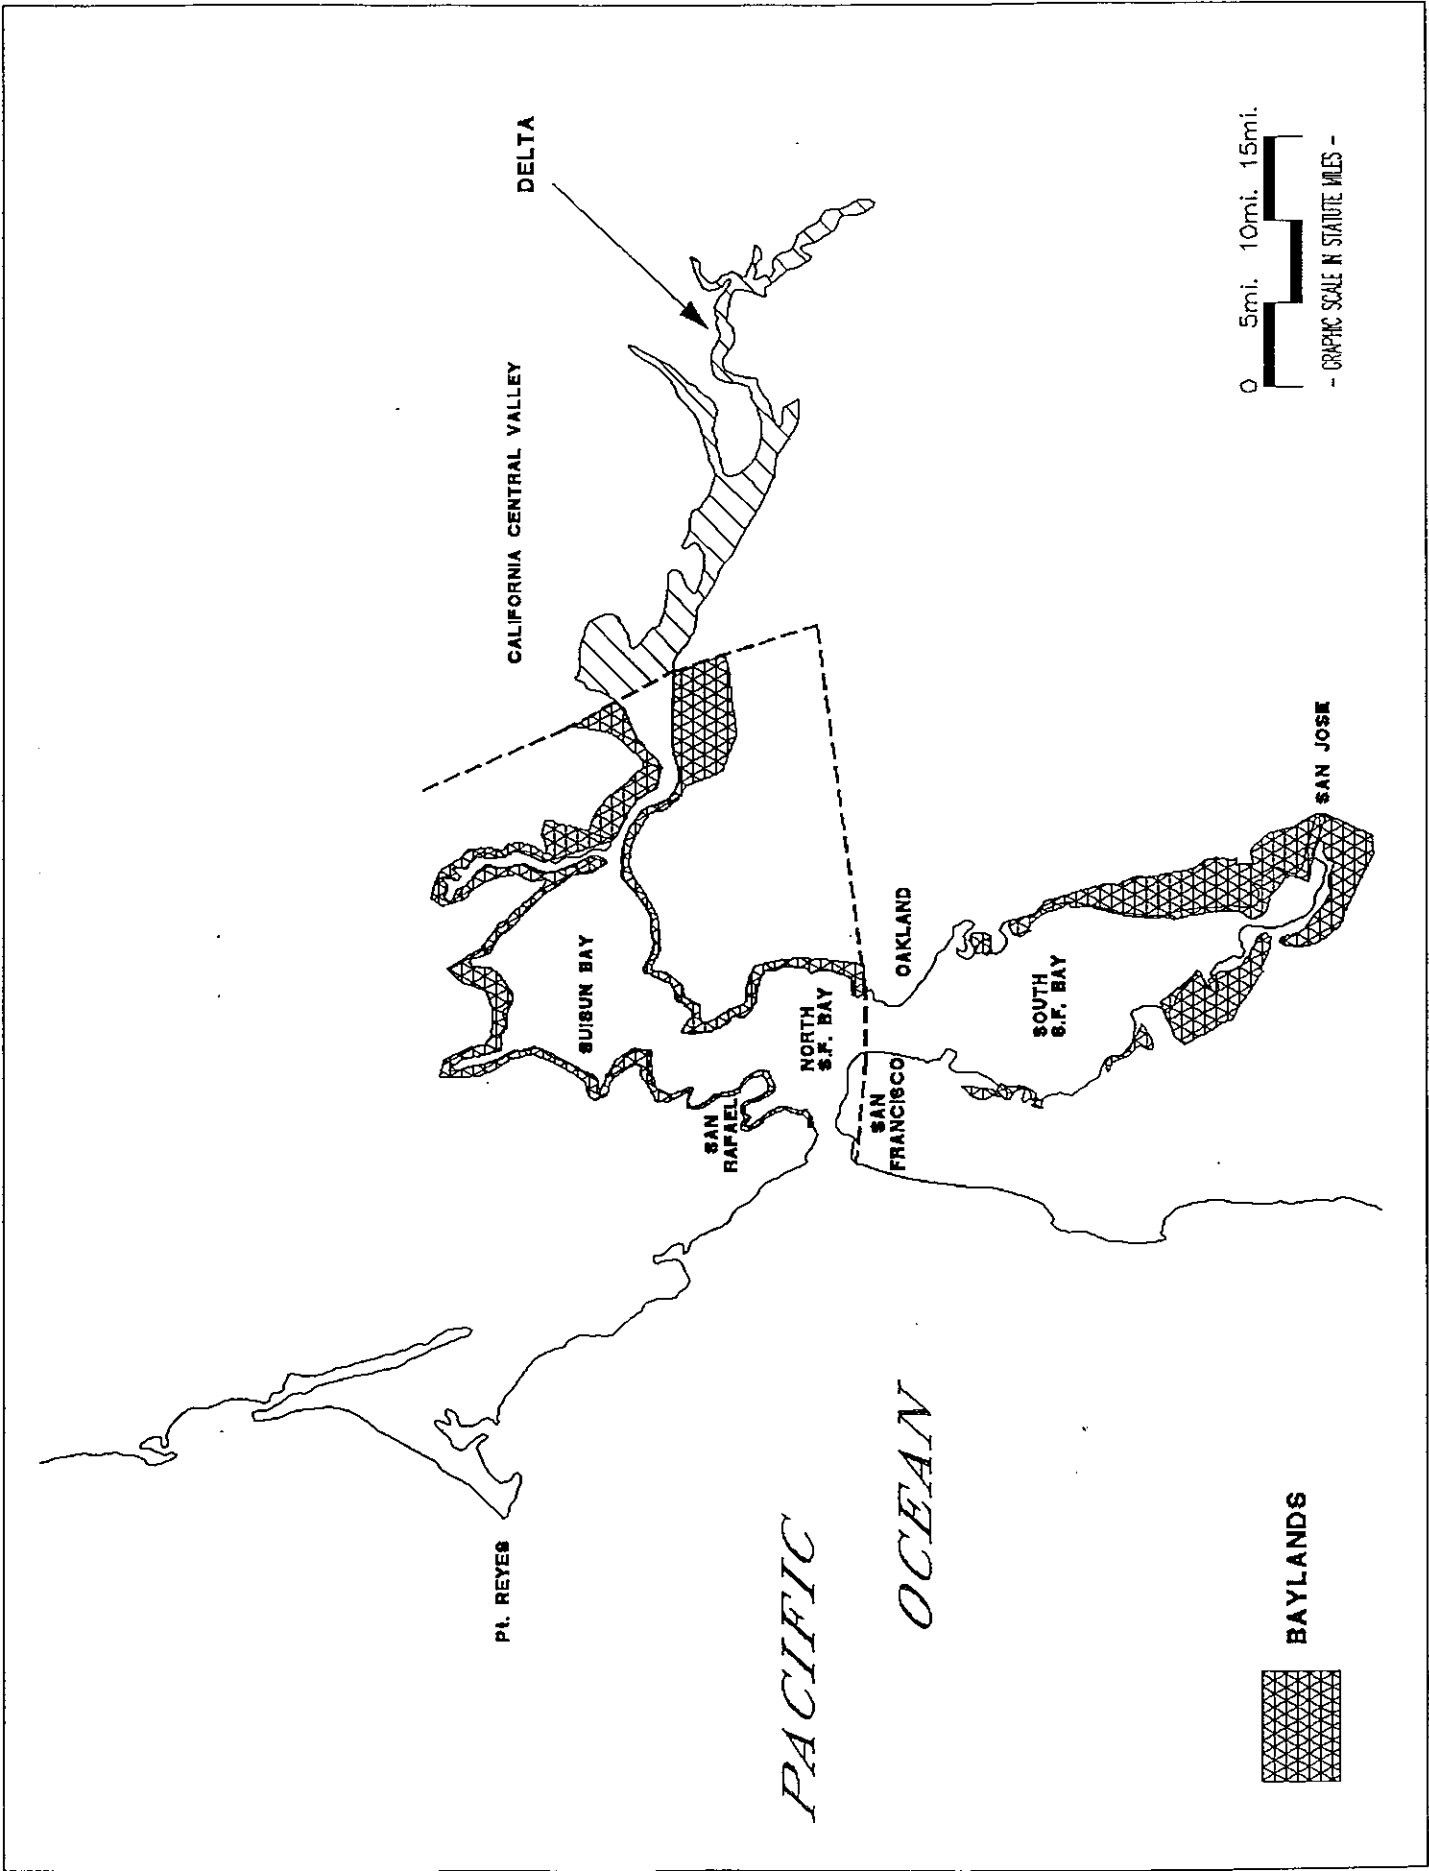 DELTA
CALIFORNIA CENTRAL VALLEY
SUISUN BAY
Pt. REYES
SAN
RAFAEL
NORTH
S.F. BAY
SAN
FRANCISCO
OAKLAND
PACIFIC
OCEAN
SOUTH
S.F. BAY
SAN JOSE
BAYLANDS
0 5mi. 10mi. 15mi.
- GRAPHIC SCALE IN STATUTE MILES -